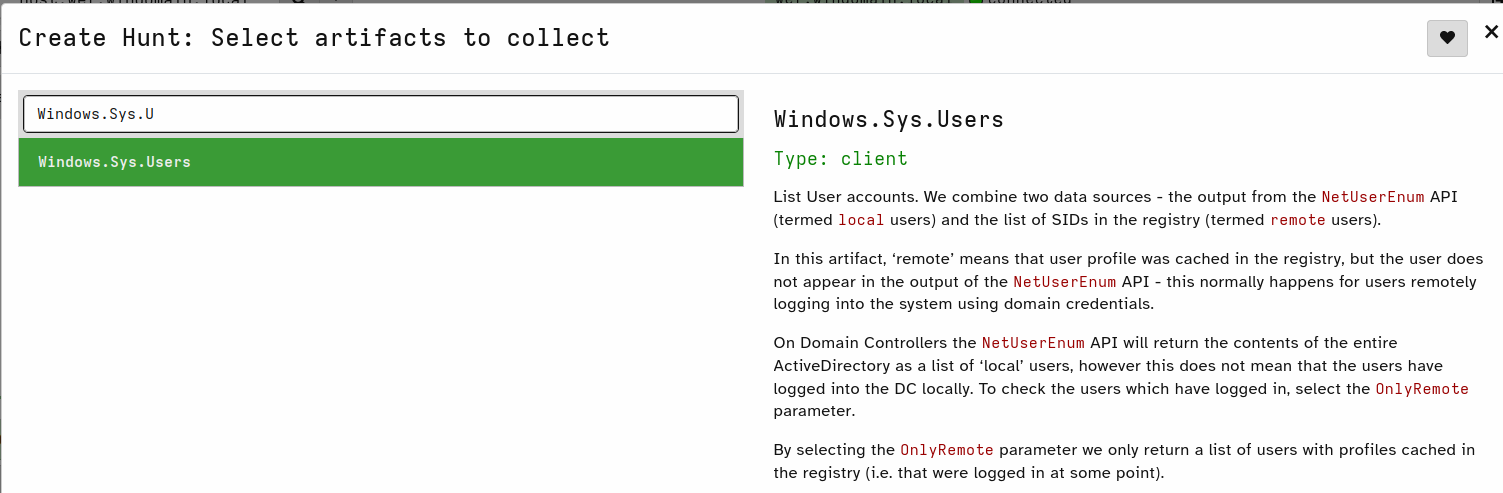 Create Hunt: Select artifacts to collect
Windows.Sys.U
Windows.Sys.Users
Windows.Sys.Users
Type: client
List User accounts. We combine two data sources - the output from the NetUserEnum API
(termed local users) and the list of SIDs in the registry (termed remote users).
In this artifact, ‘remote’ means that user profile was cached in the registry, but the user does
not appear in the output of the NetUserEnum API - this normally happens for users remotely
logging into the system using domain credentials.
On Domain Controllers the NetUserEnum API will return the contents of the entire
ActiveDirectory as a list of ‘local’ users, however this does not mean that the users have
logged into the DC locally. To check the users which have logged in, select the OnlyRemote
parameter.
By selecting the OnlyRemote parameter we only return a list of users with profiles cached in
the registry (i.e. that were logged in at some point).